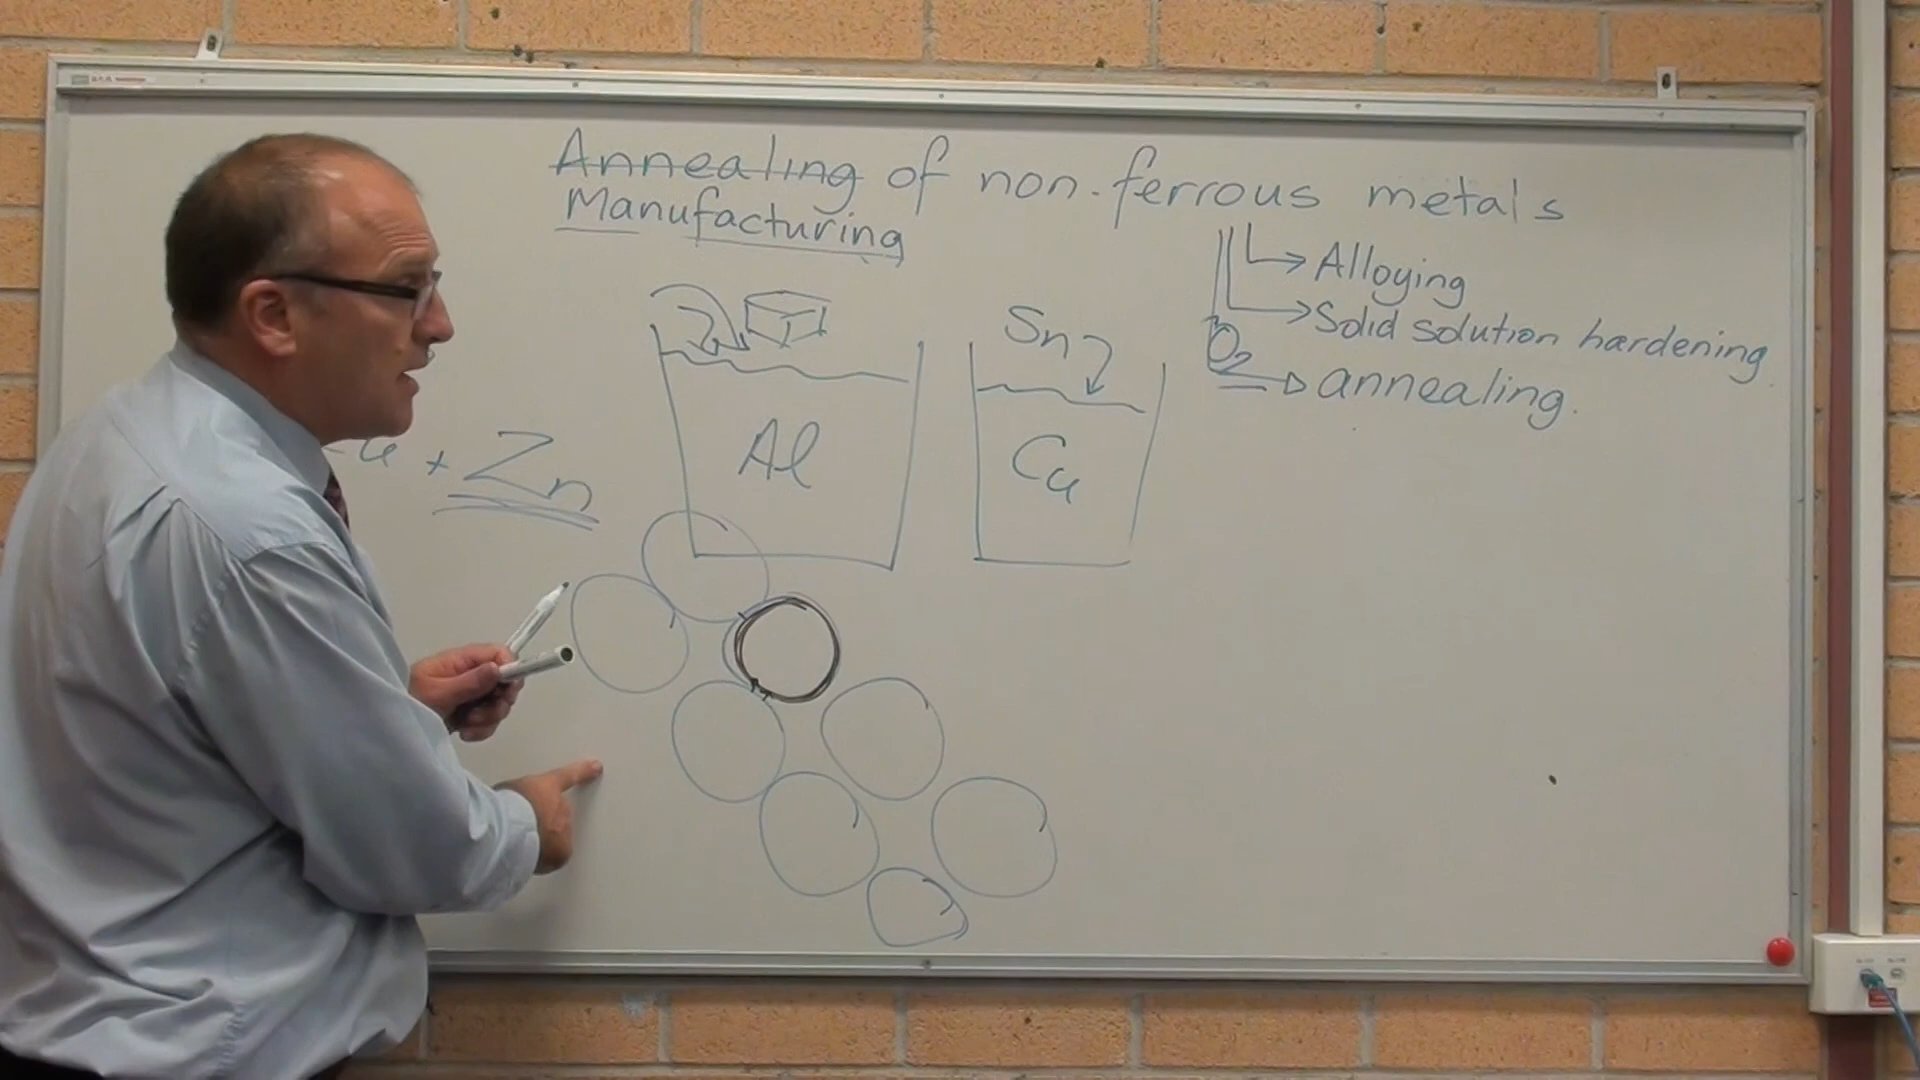 Annealing of non-ferrous metals
Manufacturing
Alloying
Solid solution hardening
O₂
annealing.
Sn
Al
Cu
+ Zn